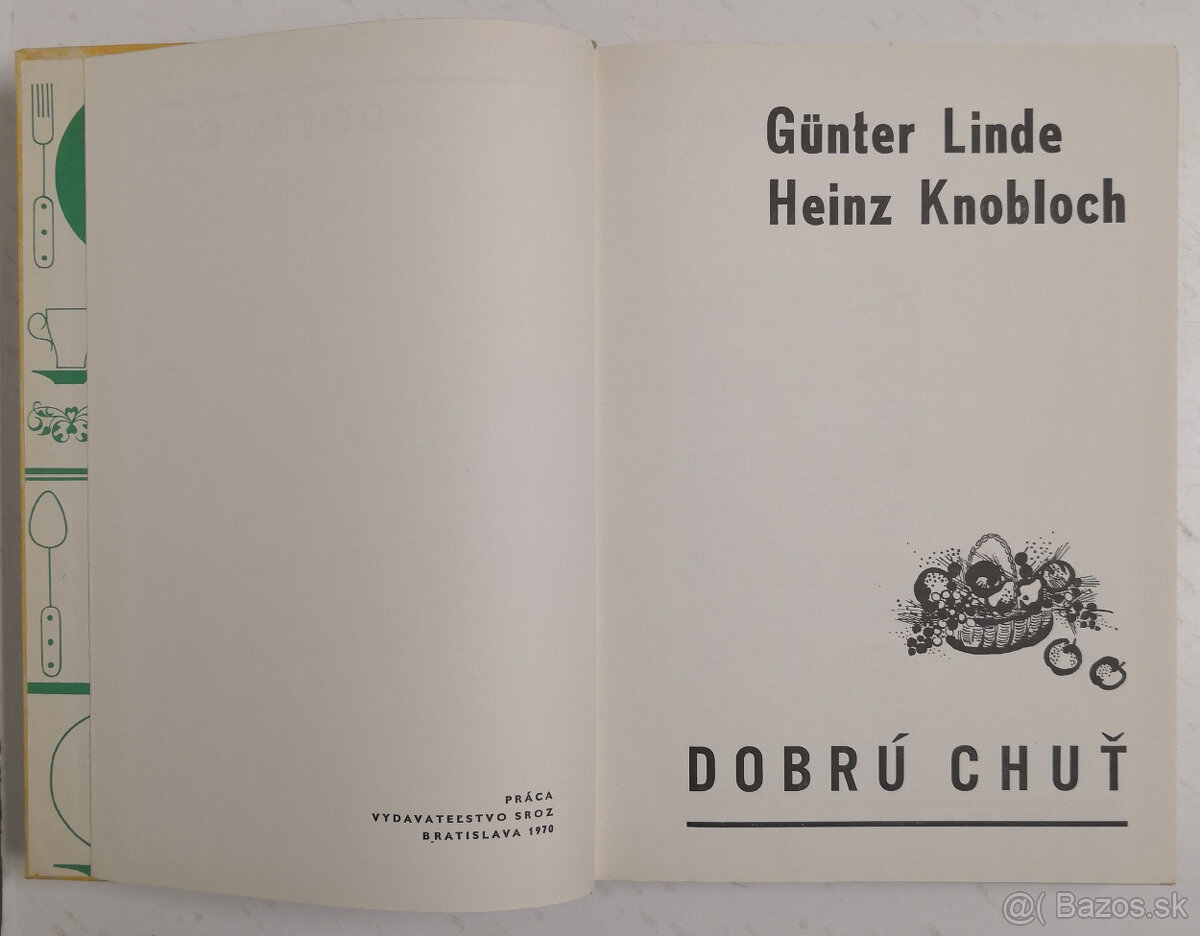 PRÁCA
VYDAVATEĽSTVO SROZ
BRATISLAVA 1970
Günter Linde
Heinz Knobloch
DOBRÚ CHUŤ
@( Bazos.sk